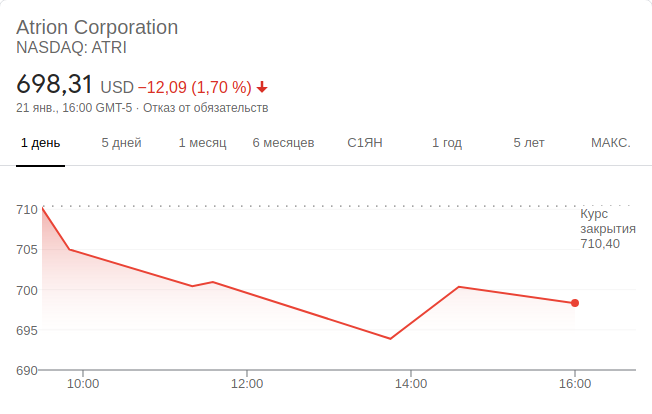 Atrion Corporation
NASDAQ: ATRI
698,31 USD −12,09 (1,70 %)
21 янв., 16:00 GMT-5 · Отказ от обязательств
1 день 5 дней 1 месяц 6 месяцев С1ЯН 1 год 5 лет МАКС.
710
Курс
закрытия
710,40
705
700
695
690
10:00 12:00 14:00 16:00